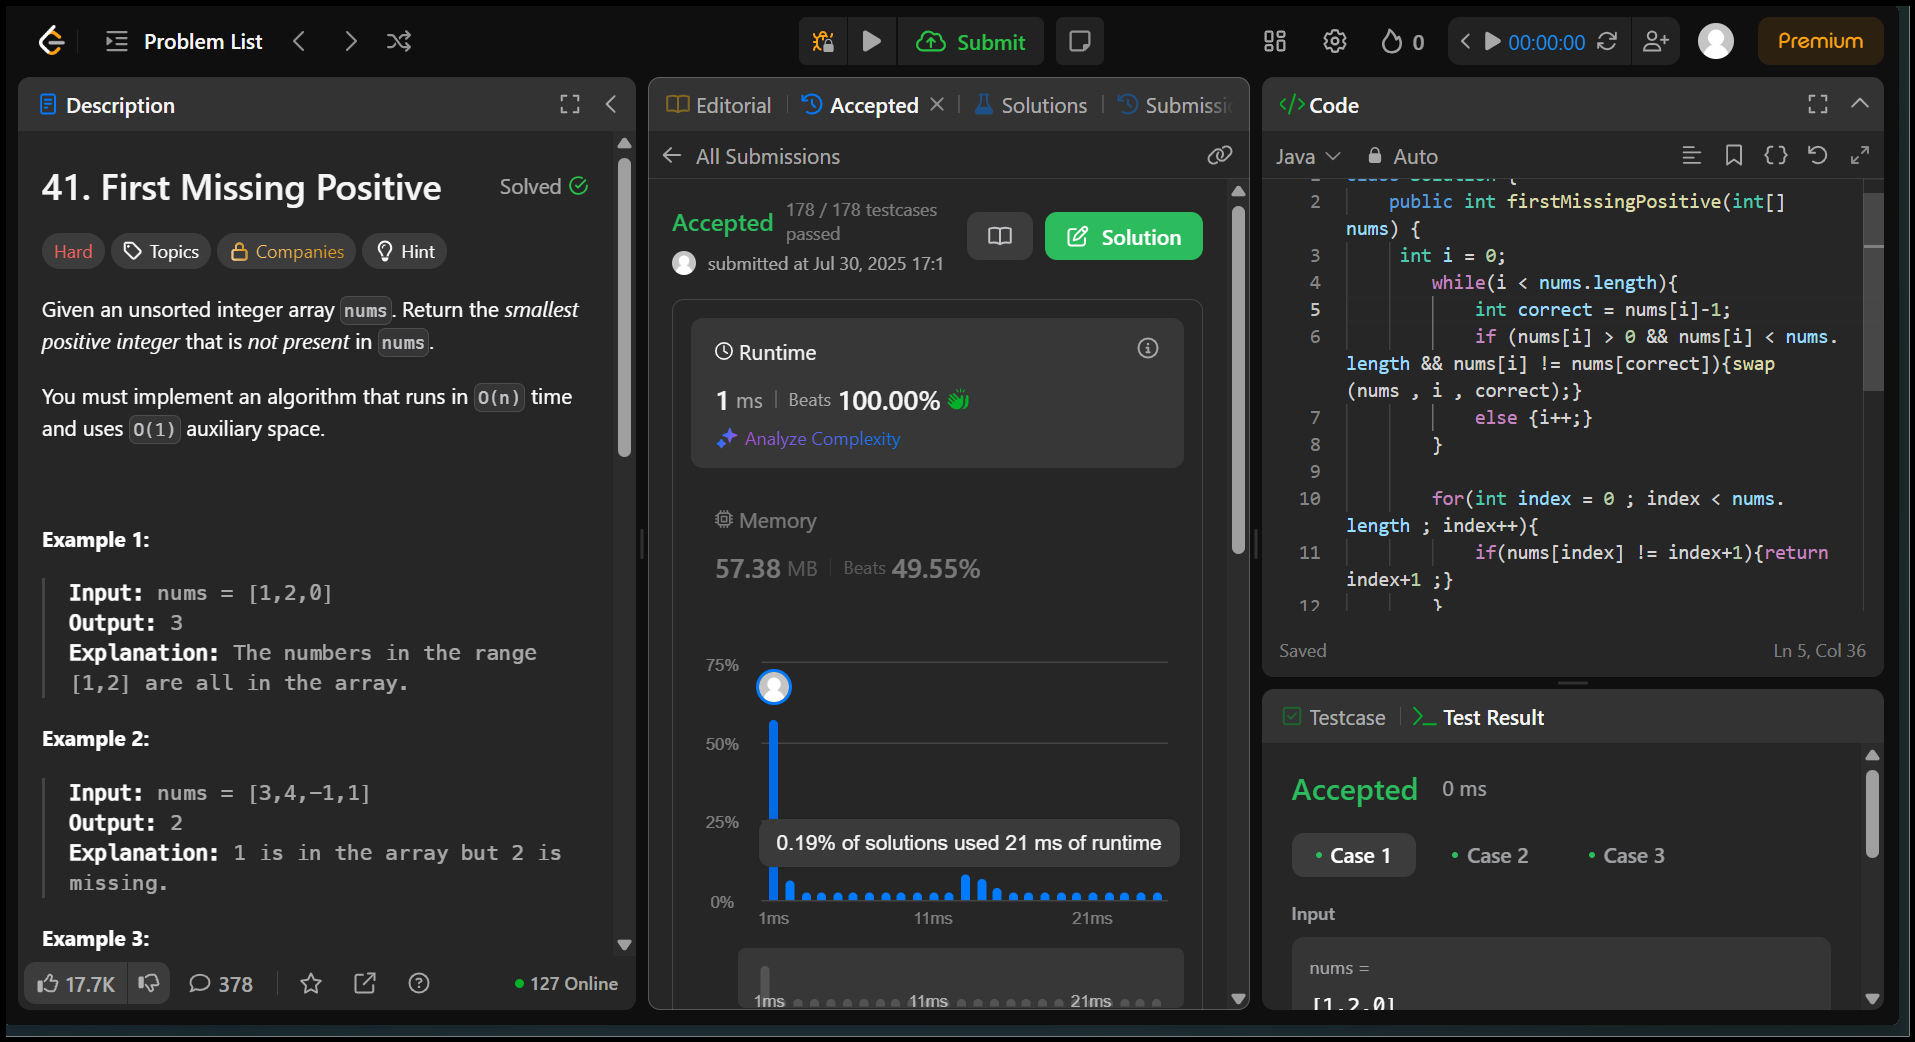 Problem List
Submit
0
00:00:00
Premium
Description
41. First Missing Positive
Solved
Hard
Topics
Companies
Hint
Given an unsorted integer array nums. Return the smallest
positive integer that is not present in nums.
You must implement an algorithm that runs in O(n) time
and uses O(1) auxiliary space.
Example 1:
Input: nums = [1,2,0]
Output: 3
Explanation: The numbers in the range
[1,2] are all in the array.
Example 2:
Input: nums = [3,4,-1,1]
Output: 2
Explanation: 1 is in the array but 2 is
missing.
Example 3:
17.7K
378
127 Online
Editorial
Accepted
Solutions
Submissi
All Submissions
Accepted
178 / 178 testcases
passed
submitted at Jul 30, 2025 17:1
Solution
Runtime
1 ms
Beats 100.00%
Analyze Complexity
Memory
57.38 MB
Beats 49.55%
75%
50%
25%
0%
0.19% of solutions used 21 ms of runtime
1ms
11ms
21ms
1ms
11ms
21ms
Code
Java
Auto
1 class Solution {
2 public int firstMissingPositive(int[]
nums) {
3 int i = 0;
4 while(i < nums.length){
5 int correct = nums[i]-1;
6 if (nums[i] > 0 && nums[i] < nums.
length && nums[i] != nums[correct]){swap
(nums , i , correct);}
7 else {i++;}
8 }
9
10 for(int index = 0 ; index < nums.
length ; index++){
11 if(nums[index] != index+1){return
index+1 ;}
12 }
Saved
Ln 5, Col 36
Testcase
Test Result
Accepted
0 ms
Case 1
Case 2
Case 3
Input
nums =
[1,2,0]